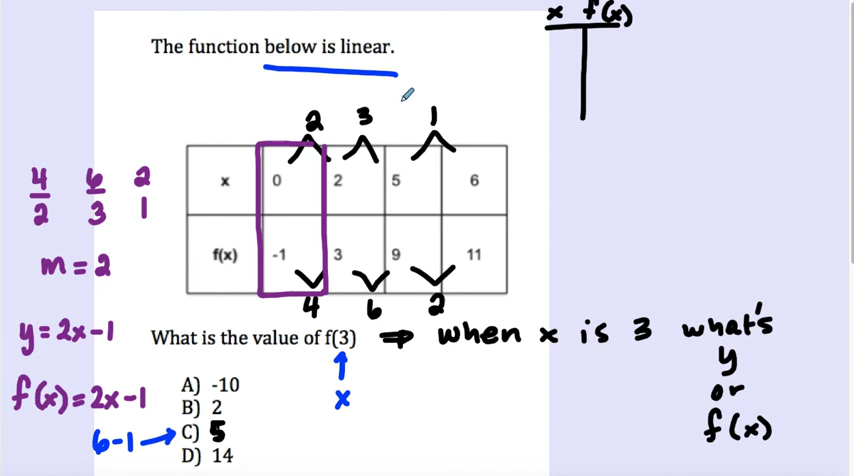 x f(x)
The function below is linear.
2 3 1
x 0 2 5 6
f(x) -1 3 9 11
4 6 2
4/2 6/3 2 1
m = 2
y = 2x - 1
f(x) = 2x - 1
What is the value of f(3) ⇒ when x is 3 what's
y
or
f(x)
x
A) -10
B) 2
6-1 → C) 5
D) 14